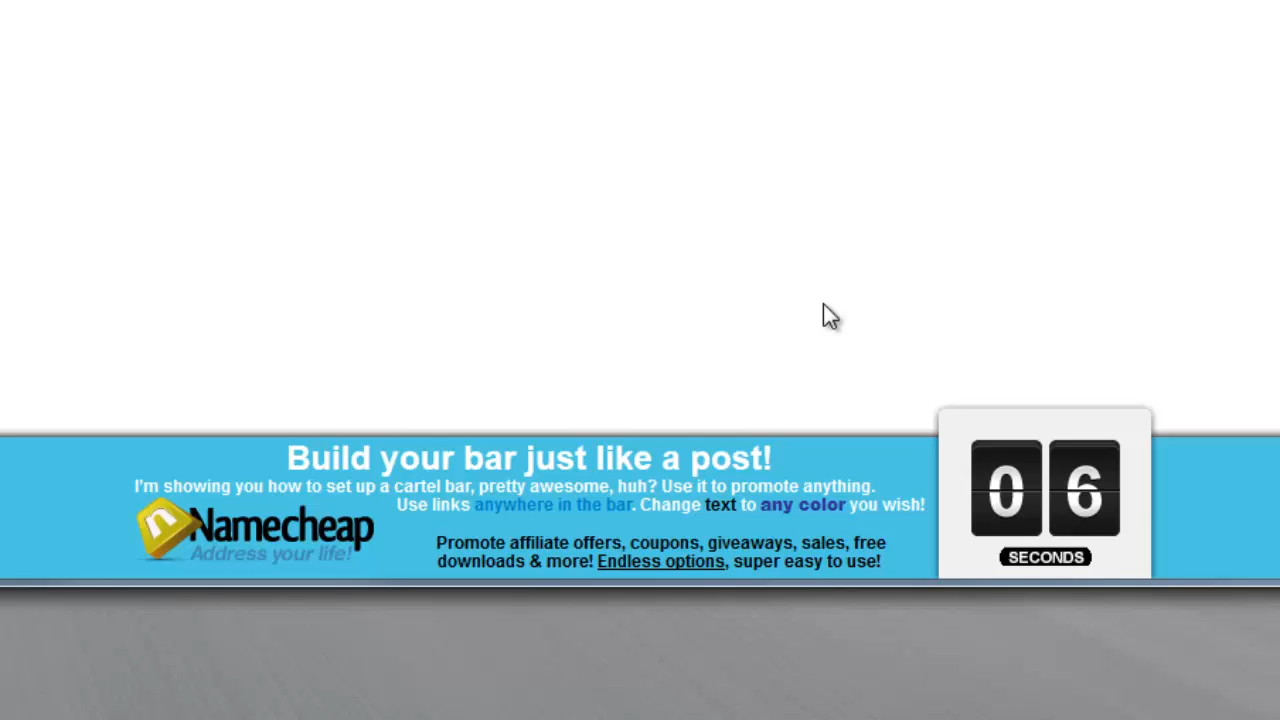 Build your bar just like a post!
I'm showing you how to set up a cartel bar, pretty awesome, huh? Use it to promote anything.
Use links anywhere in the bar. Change text to any color you wish!
n Namecheap
Address your life!
Promote affiliate offers, coupons, giveaways, sales, free
downloads & more! Endless options, super easy to use!
0 6
SECONDS